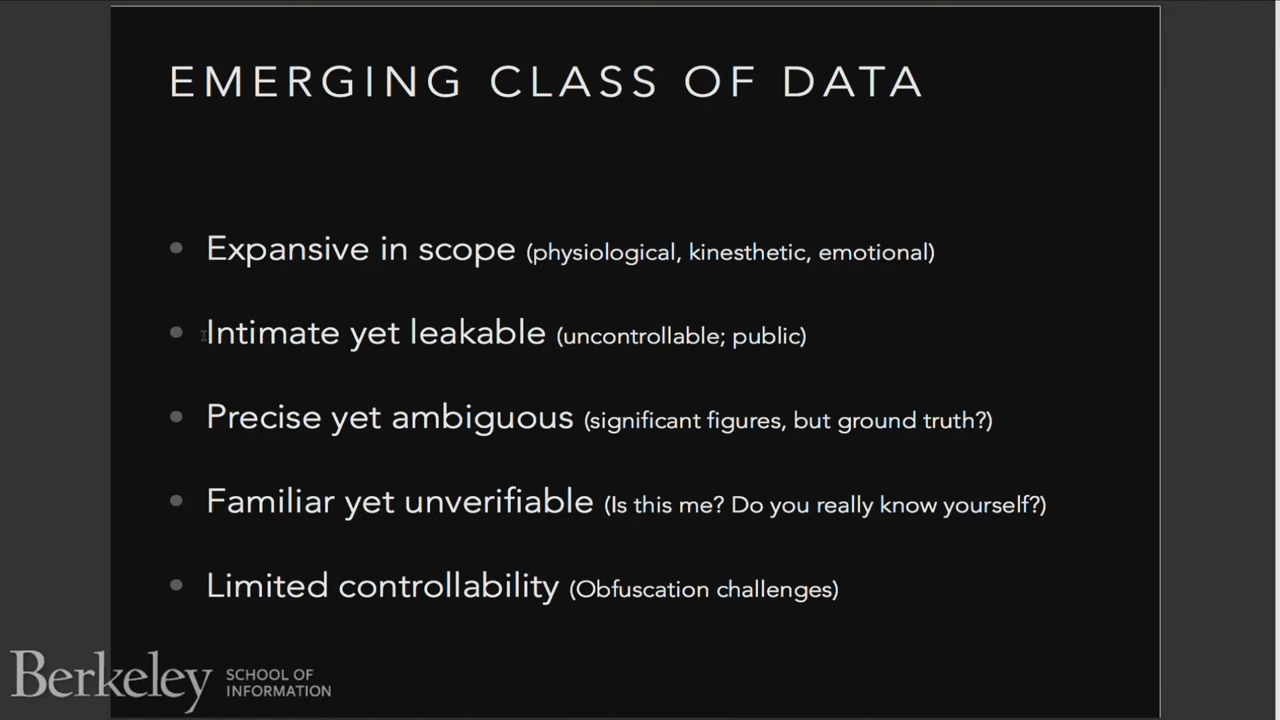 EMERGING CLASS OF DATA
Expansive in scope (physiological, kinesthetic, emotional)
Intimate yet leakable (uncontrollable; public)
Precise yet ambiguous (significant figures, but ground truth?)
Familiar yet unverifiable (Is this me? Do you really know yourself?)
Limited controllability (Obfuscation challenges)
Berkeley SCHOOL OF
INFORMATION